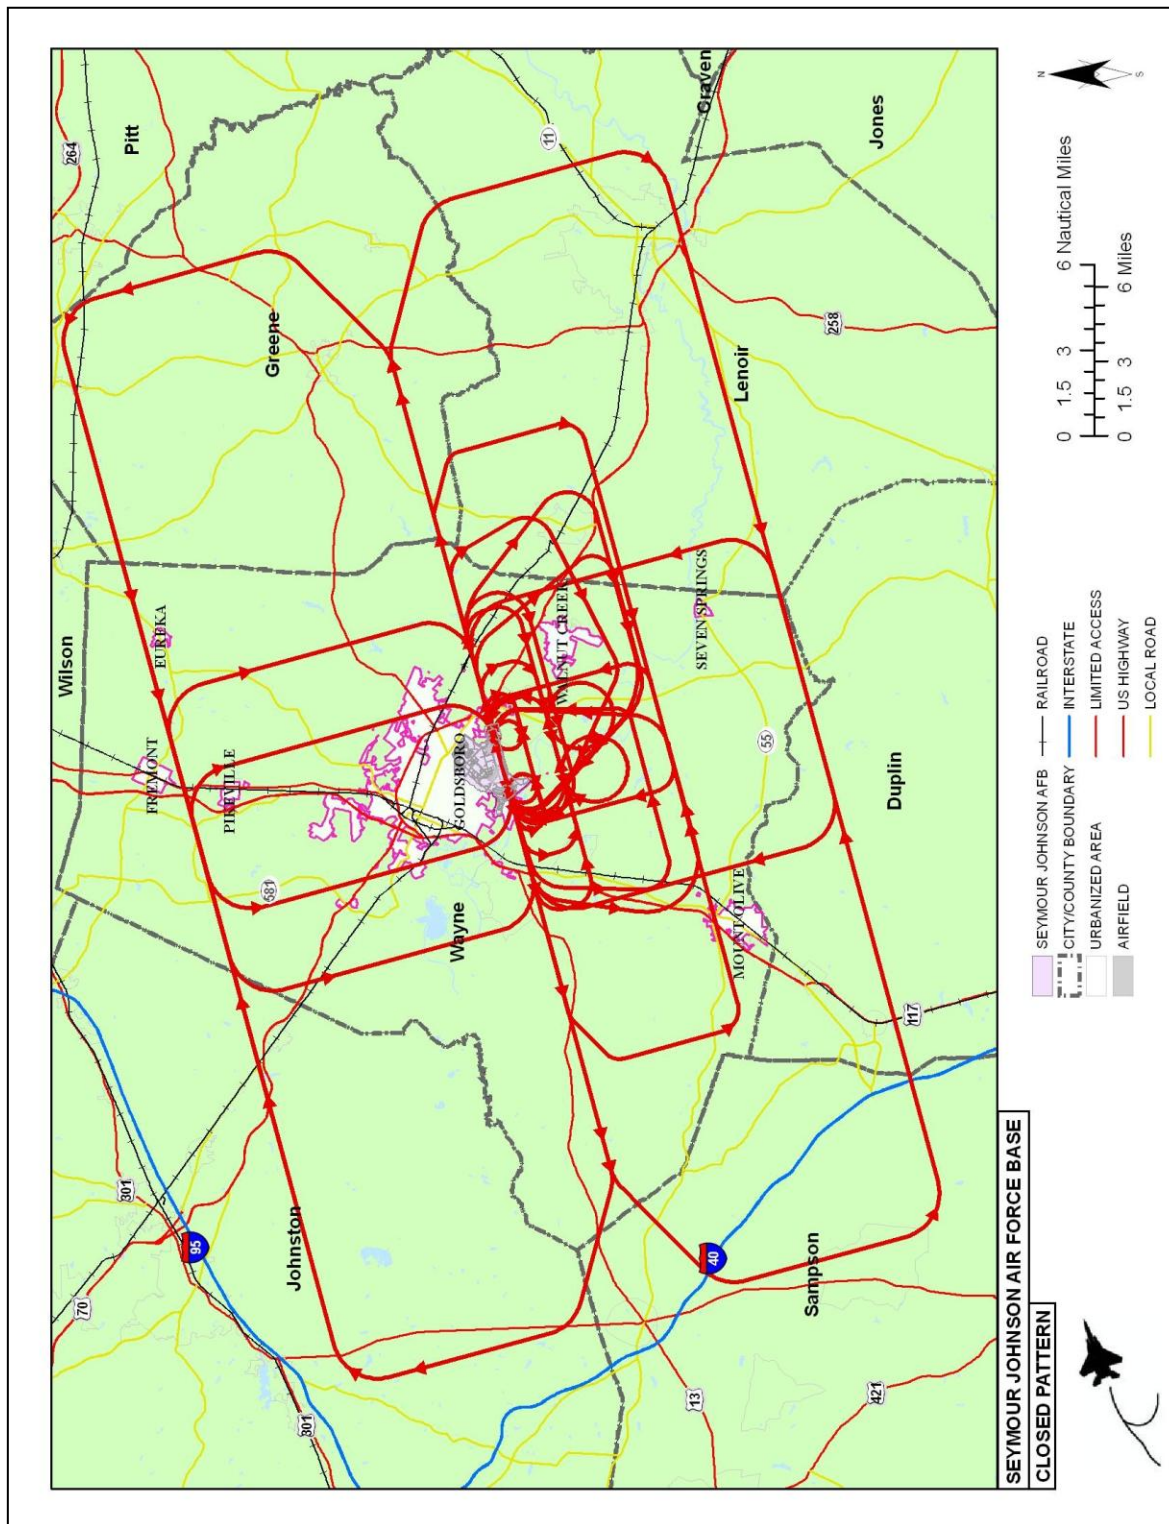 Pitt
264
Greene
Wilson
EUREKA
FREMONT
PIKEVILLE
581
GOLDSBORO
Wayne
WALNUT CREEK
SEVEN SPRINGS
MOUNT OLIVE
Lenoir
Craven
Jones
11
258
55
Duplin
117
Johnston
301
95
70
301
40
Sampson
13
421
SEYMOUR JOHNSON AIR FORCE BASE
CLOSED PATTERN
SEYMOUR JOHNSON AFB
CITY/COUNTY BOUNDARY
URBANIZED AREA
AIRFIELD
RAILROAD
INTERSTATE
LIMITED ACCESS
US HIGHWAY
LOCAL ROAD
0 1.5 3 6 Nautical Miles
0 1.5 3 6 Miles
N
S